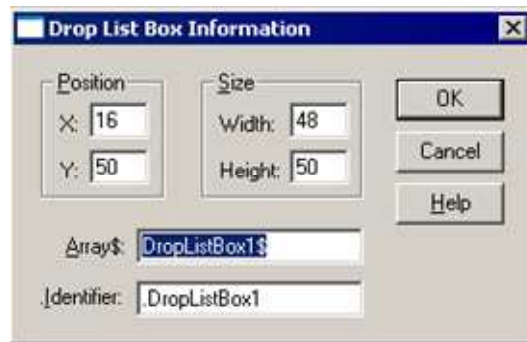 Drop List Box Information
Position
X: 16
Y: 50
Size
Width: 48
Height: 50
OK
Cancel
Help
Array$: DropListBox1$
.Identifier: .DropListBox1